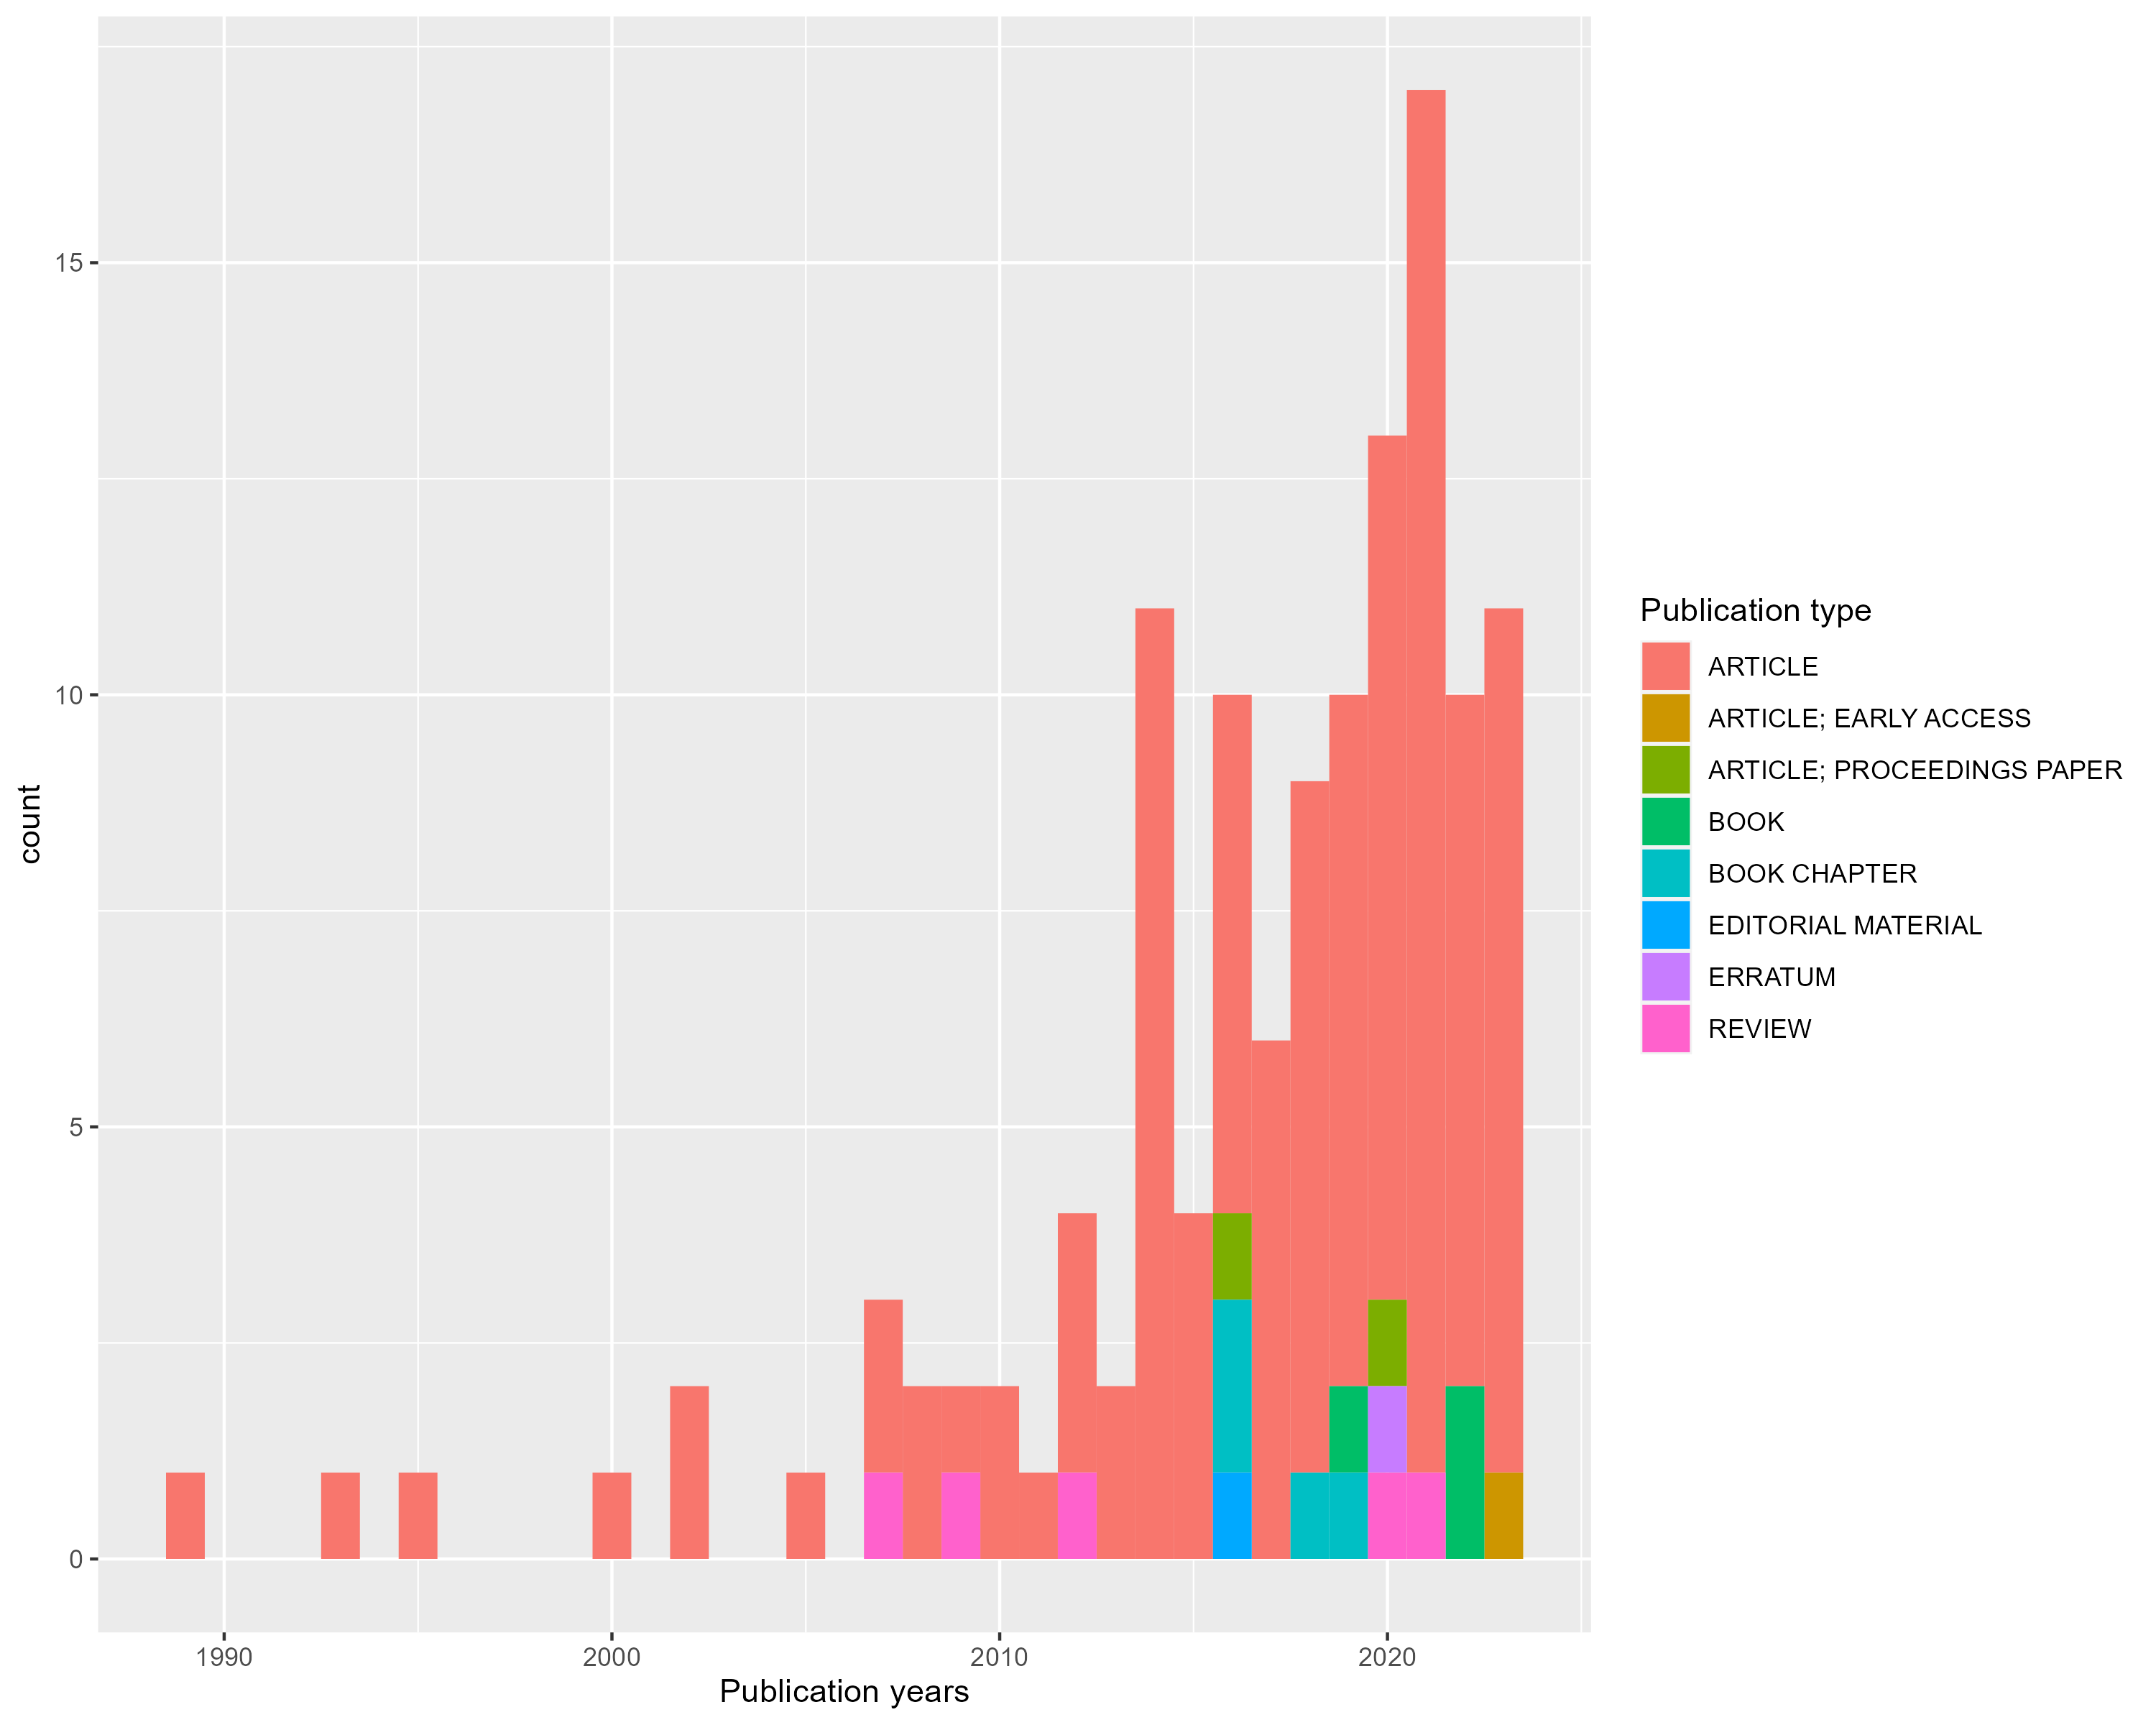 15
10
5
0
count
1990
2000
2010
2020
Publication years
Publication type
ARTICLE
ARTICLE; EARLY ACCESS
ARTICLE; PROCEEDINGS PAPER
BOOK
BOOK CHAPTER
EDITORIAL MATERIAL
ERRATUM
REVIEW